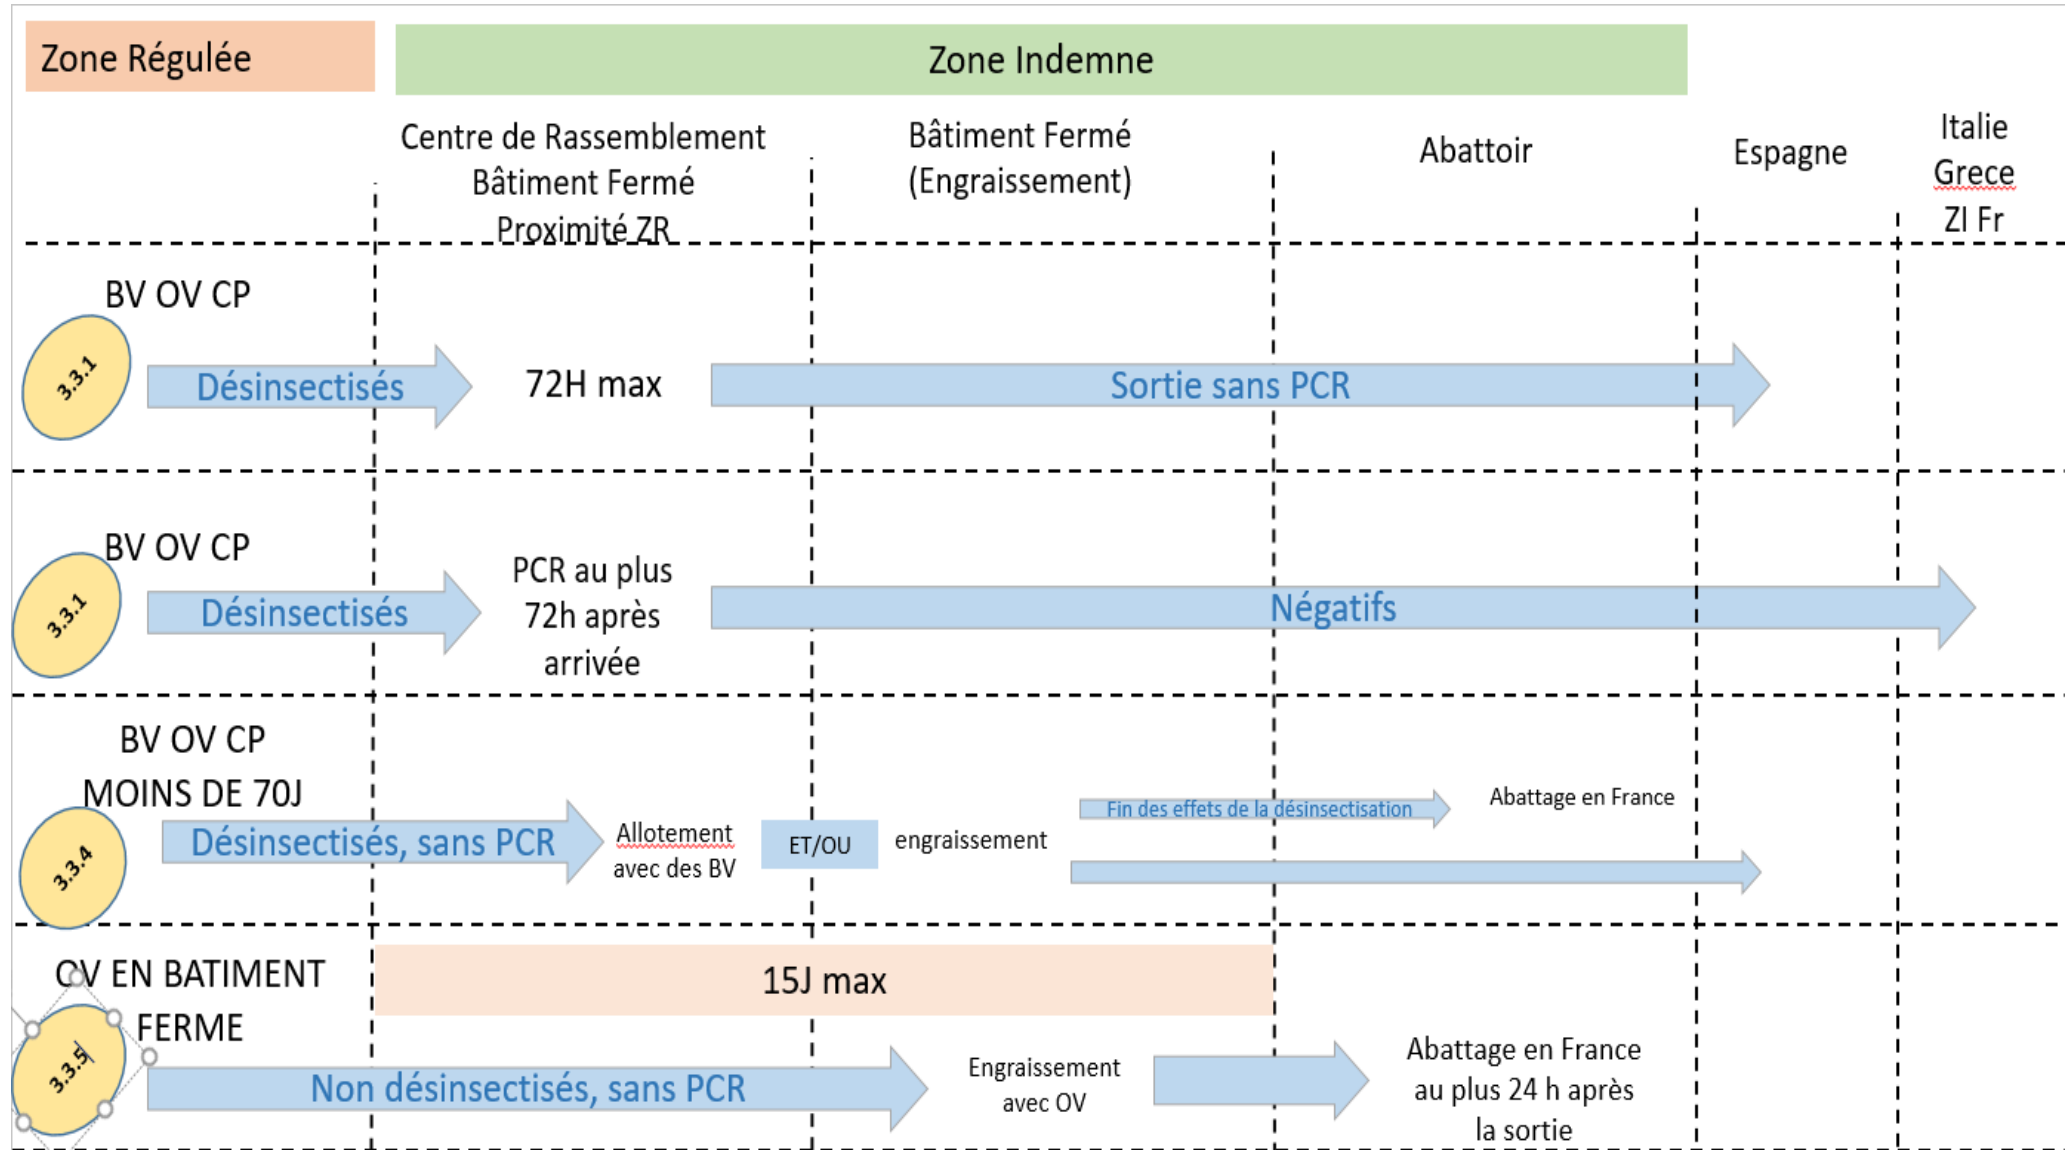 Zone Régulée
Zone Indemne
Centre de Rassemblement
Bâtiment Fermé
Proximité ZR
Bâtiment Fermé
(Engraissement)
Abattoir
Espagne
Italie
Grece
ZI Fr
BV OV CP
3.3.1
Désinsectisés
72H max
Sortie sans PCR
BV OV CP
3.3.1
Désinsectisés
PCR au plus
72h après
arrivée
Négatifs
BV OV CP
MOINS DE 70J
3.3.4
Désinsectisés, sans PCR
Allotement
avec des BV
ET/OU
engraissement
Fin des effets de la désinsectisation
Abattage en France
OV EN BATIMENT
FERME
3.3.5
15J max
Non désinsectisés, sans PCR
Engraissement
avec OV
Abattage en France
au plus 24 h après
la sortie